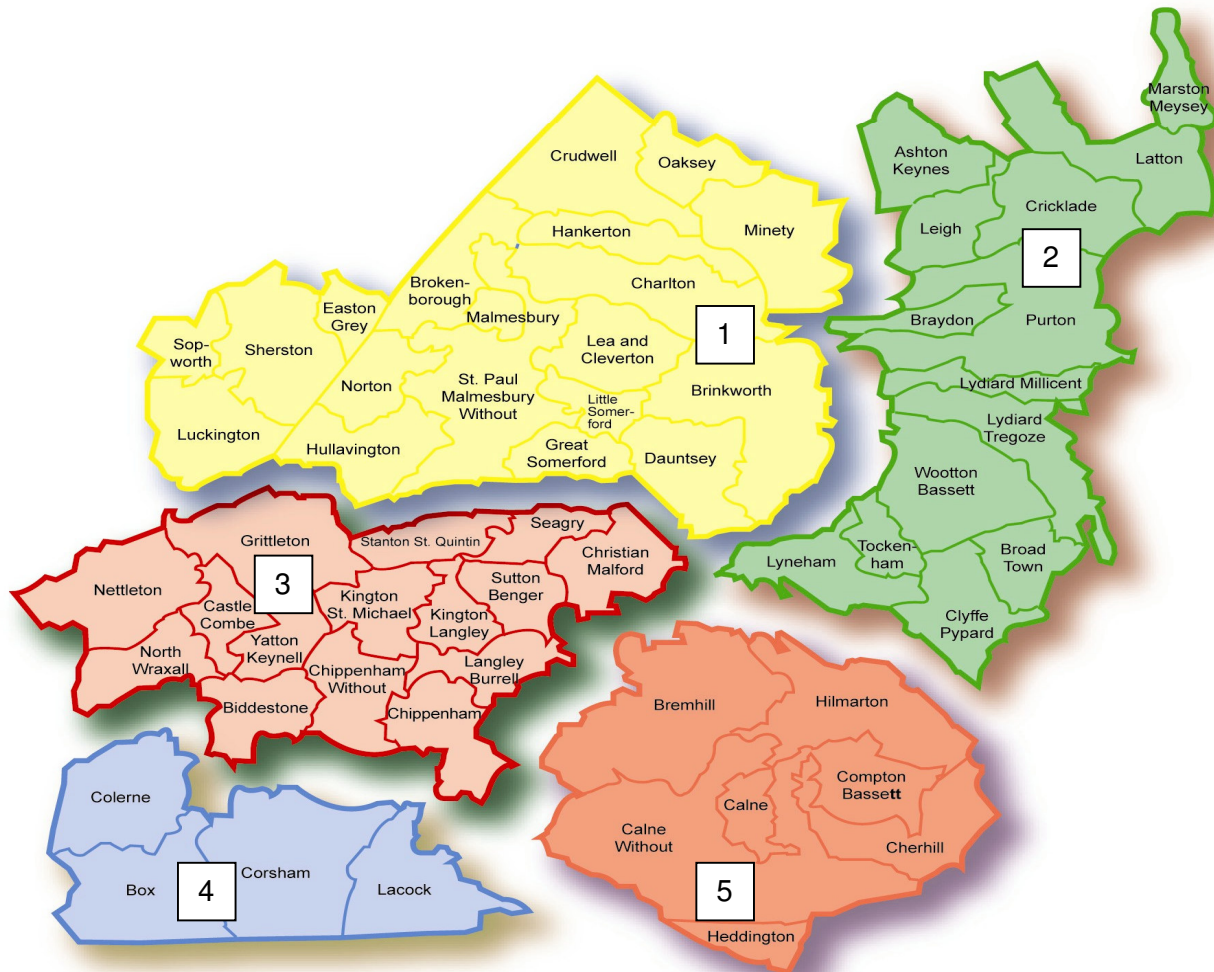 Crudwell
Oaksey
Minety
Hankerton
Charlton
Broken-
borough
Malmesbury
Easton
Grey
Sop-
worth
Sherston
Luckington
Norton
Hullavington
St. Paul
Malmesbury
Without
Lea and
Cleverton
Little
Somer-
ford
Great
Somerford
Brinkworth
Dauntsey
1
Marston
Meysey
Ashton
Keynes
Latton
Cricklade
Leigh
2
Braydon
Purton
Lydiard Millicent
Lydiard
Tregoze
Wootton
Bassett
Lyneham
Tocken-
ham
Broad
Town
Clyffe
Pypard
Grittleton
Stanton St. Quintin
Seagry
Christian
Malford
Nettleton
3
Castle
Combe
Kington
St. Michael
Sutton
Benger
Kington
Langley
North
Wraxall
Yatton
Keynell
Chippenham
Without
Langley
Burrell
Biddestone
Chippenham
Colerne
Box
4
Corsham
Lacock
Bremhill
Hilmarton
Compton
Bassett
Calne
Calne
Without
Cherhill
5
Heddington